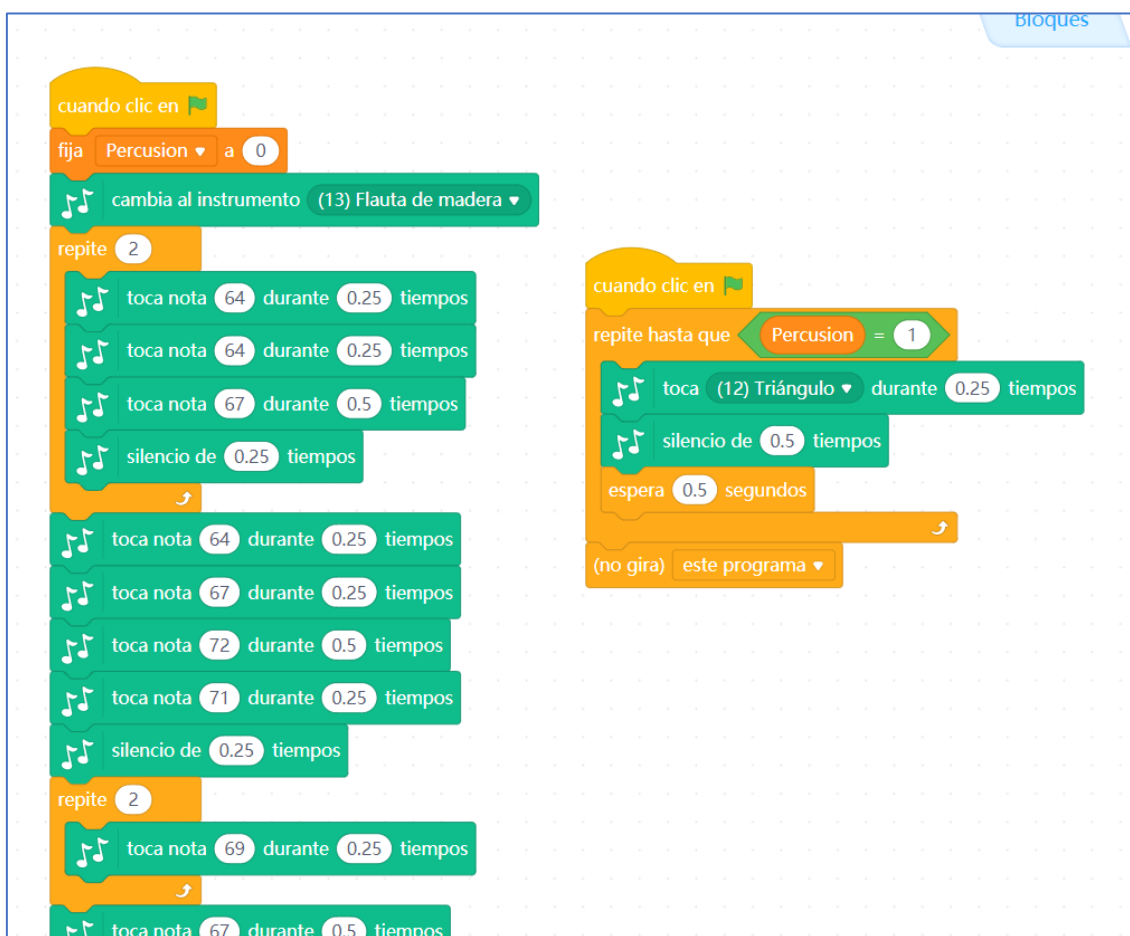 Bloques
cuando clic en
fija Percusion a 0
cambia al instrumento (13) Flauta de madera
repite 2
toca nota 64 durante 0.25 tiempos
toca nota 64 durante 0.25 tiempos
toca nota 67 durante 0.5 tiempos
silencio de 0.25 tiempos
toca nota 64 durante 0.25 tiempos
toca nota 67 durante 0.25 tiempos
toca nota 72 durante 0.5 tiempos
toca nota 71 durante 0.25 tiempos
silencio de 0.25 tiempos
repite 2
toca nota 69 durante 0.25 tiempos
toca nota 67 durante 0.5 tiempos
cuando clic en
repite hasta que Percusion = 1
toca (12) Triángulo durante 0.25 tiempos
silencio de 0.5 tiempos
espera 0.5 segundos
(no gira) este programa